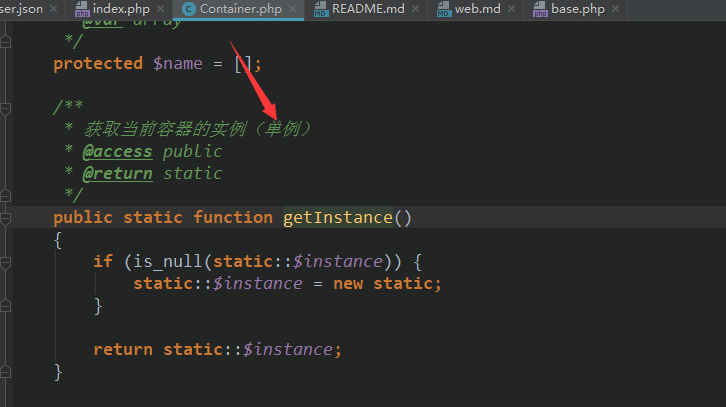 ser.json × index.php × Container.php × README.md × web.md × base.php ×
*/
protected $name = [];
/**
* 获取当前容器的实例（单例）
* @access public
* @return static
*/
public static function getInstance()
{
if (is_null(static::$instance)) {
static::$instance = new static;
}
return static::$instance;
}